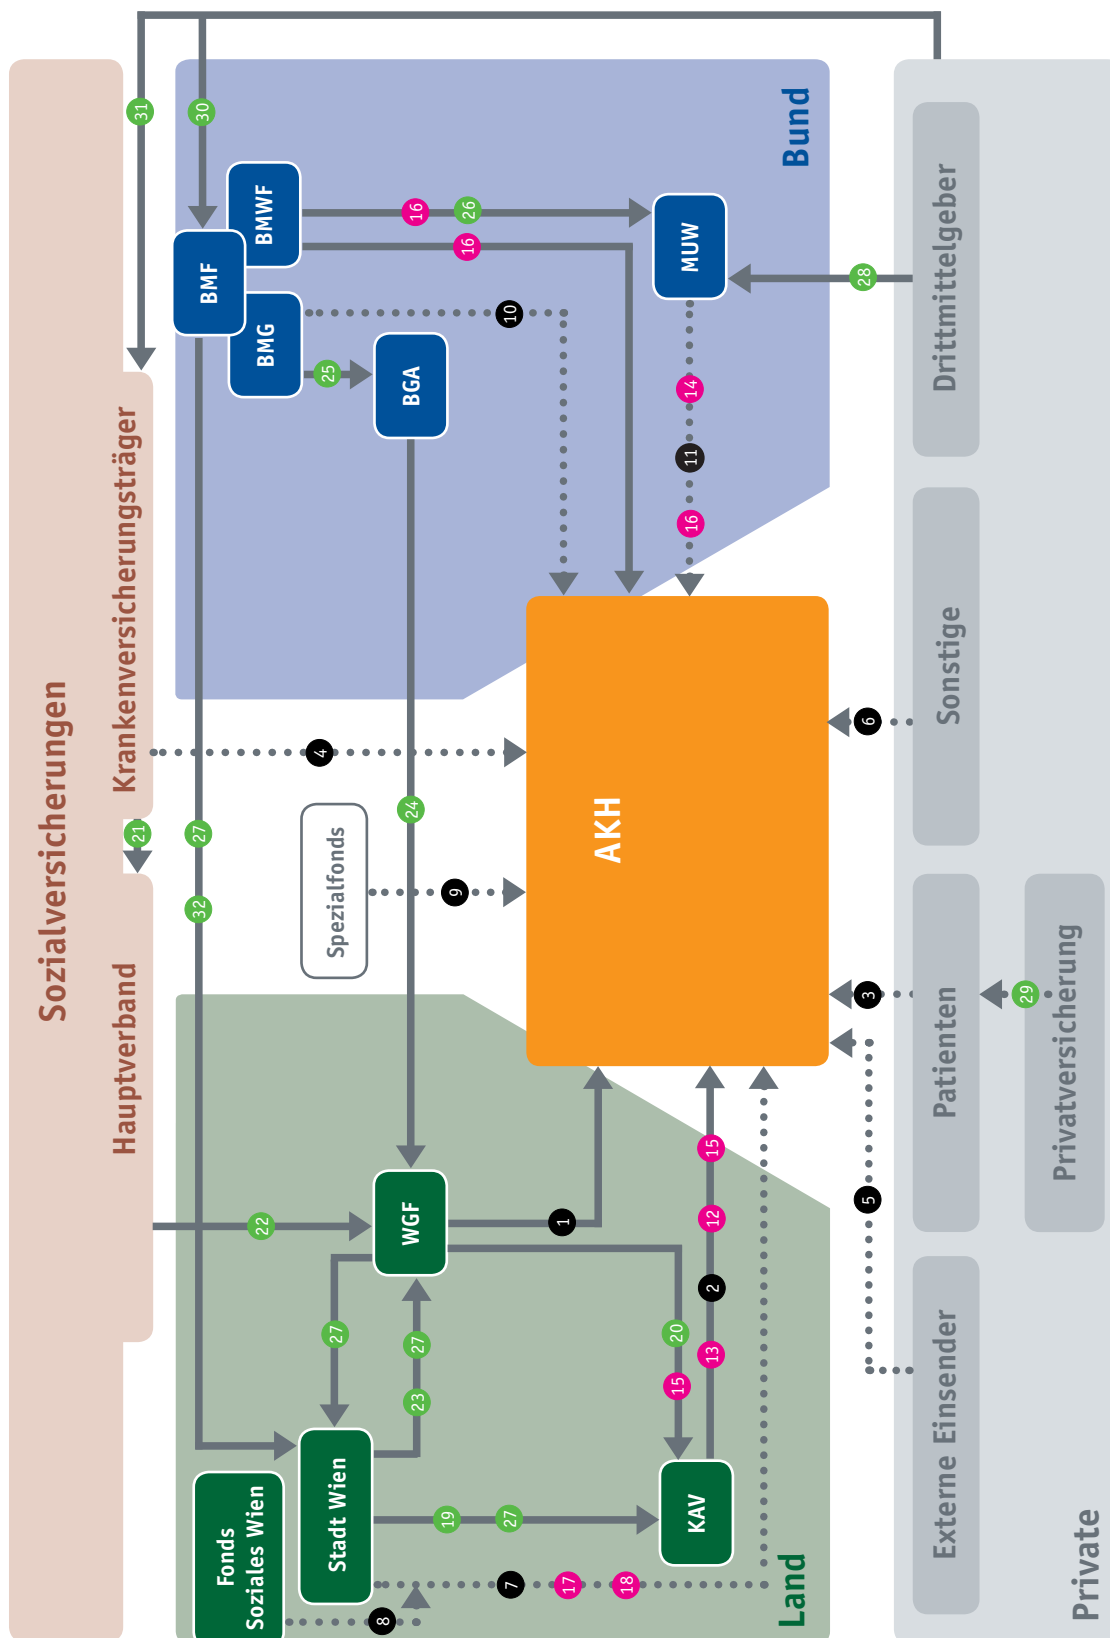 Sozialversicherungen
Hauptverband
Krankenversicherungsträger
21
31
32
27
30
BMF
Fonds
Soziales Wien
22
BMG
BMWF
Stadt Wien
27
Spezialfonds
4
25
8
23
27
WGF
24
BGA
16
19
9
16
26
7
27
1
10
17
AKH
18
15
20
KAV
13
2
12
15
16
11
14
MUW
Land
Bund
5
3
6
28
Externe Einsender
Patienten
Sonstige
Drittmittelgeber
29
Privatversicherung
Private